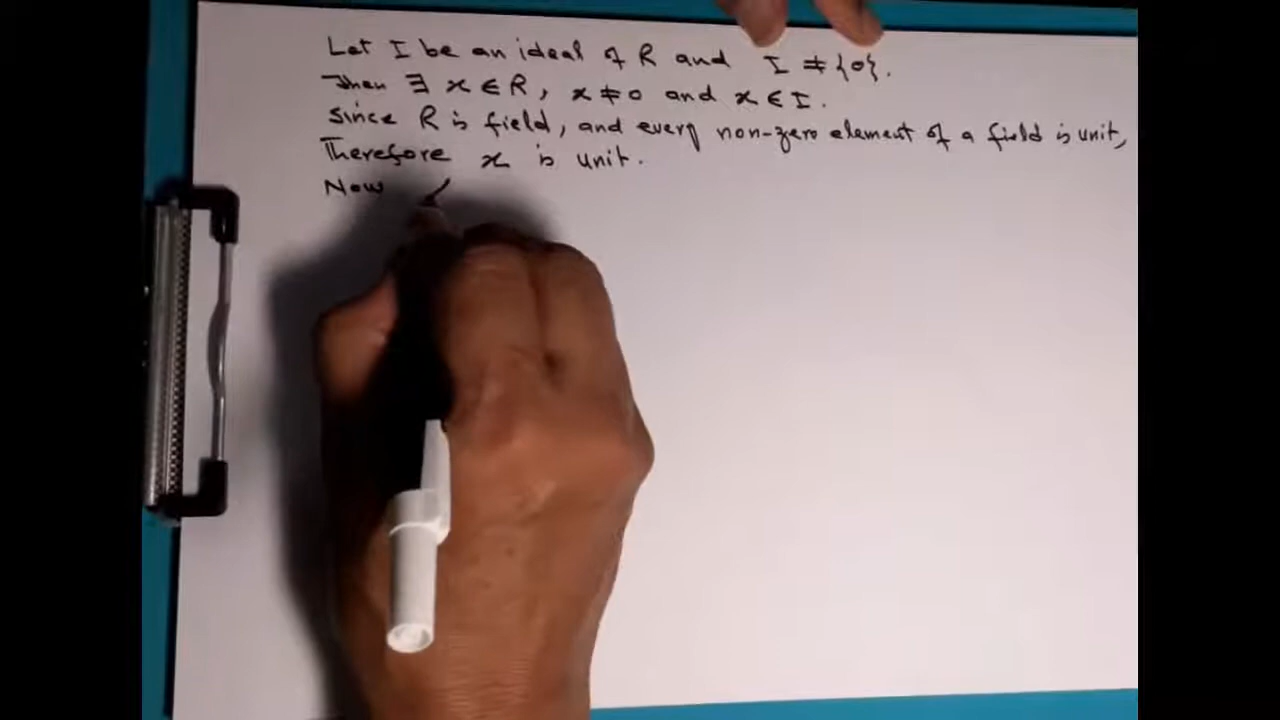 Let I be an ideal of R and I ≠ {0}.
Then ∃ x ∈ R, x ≠ 0 and x ∈ I.
Since R is field, and every non-zero element of a field is unit,
Therefore x is unit.
Now